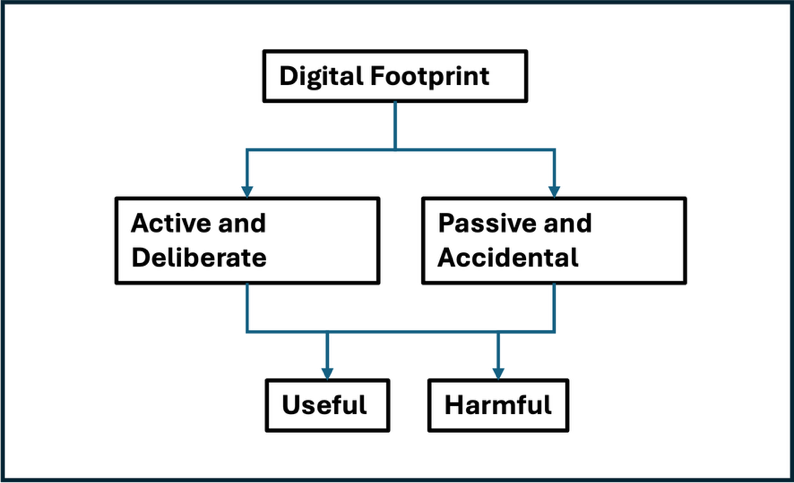 Digital Footprint
Active and
Deliberate
Passive and
Accidental
Useful
Harmful